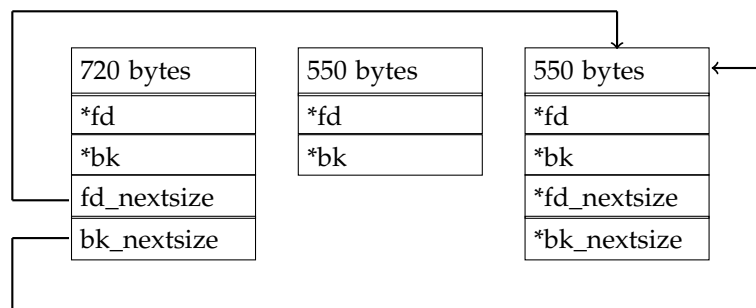 720 bytes
*fd
*bk
fd_nextsize
bk_nextsize
550 bytes
*fd
*bk
550 bytes
*fd
*bk
*fd_nextsize
*bk_nextsize